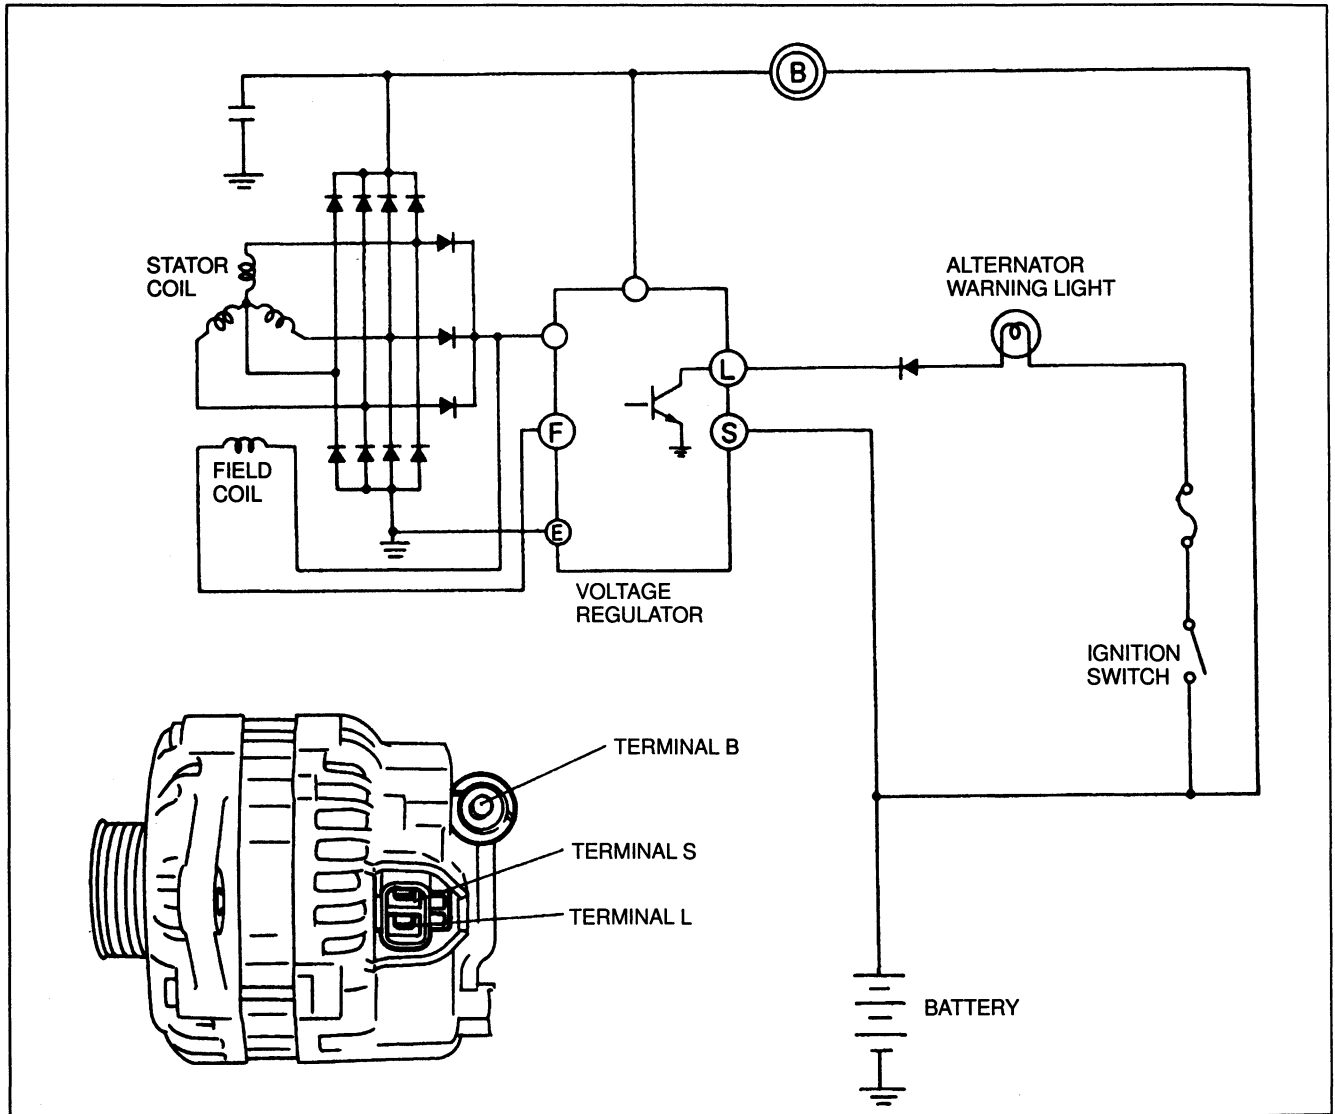 B
STATOR
COIL
ALTERNATOR
WARNING LIGHT
L
F
S
FIELD
COIL
E
VOLTAGE
REGULATOR
IGNITION
SWITCH
TERMINAL B
TERMINAL S
TERMINAL L
BATTERY